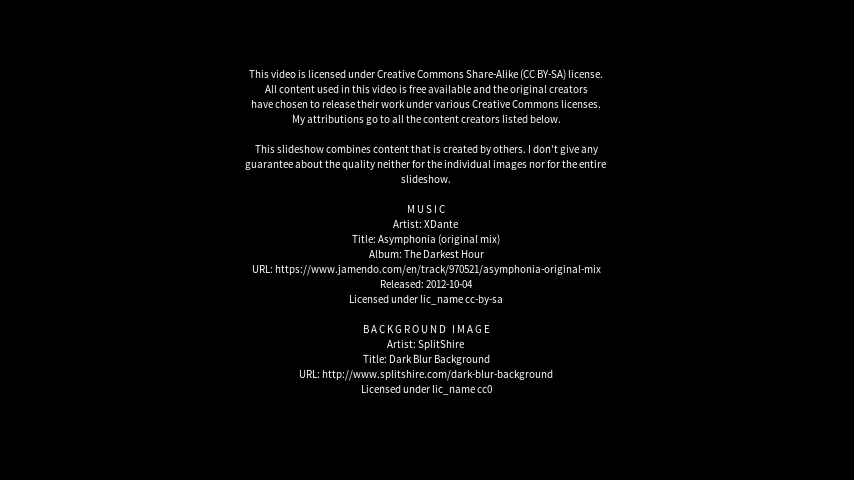 This video is licensed under Creative Commons Share-Alike (CC BY-SA) license.
All content used in this video is free available and the original creators
have chosen to release their work under various Creative Commons licenses.
My attributions go to all the content creators listed below.
This slideshow combines content that is created by others. I don't give any
guarantee about the quality neither for the individual images nor for the entire
slideshow.
MUSIC
Artist: XDante
Title: Asymphonia (original mix)
Album: The Darkest Hour
URL: https://www.jamendo.com/en/track/970521/asymphonia-original-mix
Released: 2012-10-04
Licensed under lic_name cc-by-sa
BACKGROUND IMAGE
Artist: SplitShire
Title: Dark Blur Background
URL: http://www.splitshire.com/dark-blur-background
Licensed under lic_name cc0